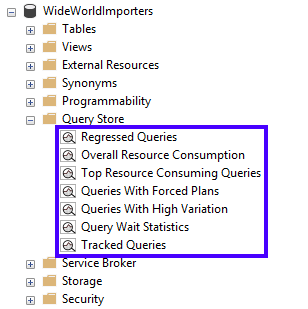 WideWorldImporters
Tables
Views
External Resources
Synonyms
Programmability
Query Store
Regressed Queries
Overall Resource Consumption
Top Resource Consuming Queries
Queries With Forced Plans
Queries With High Variation
Query Wait Statistics
Tracked Queries
Service Broker
Storage
Security